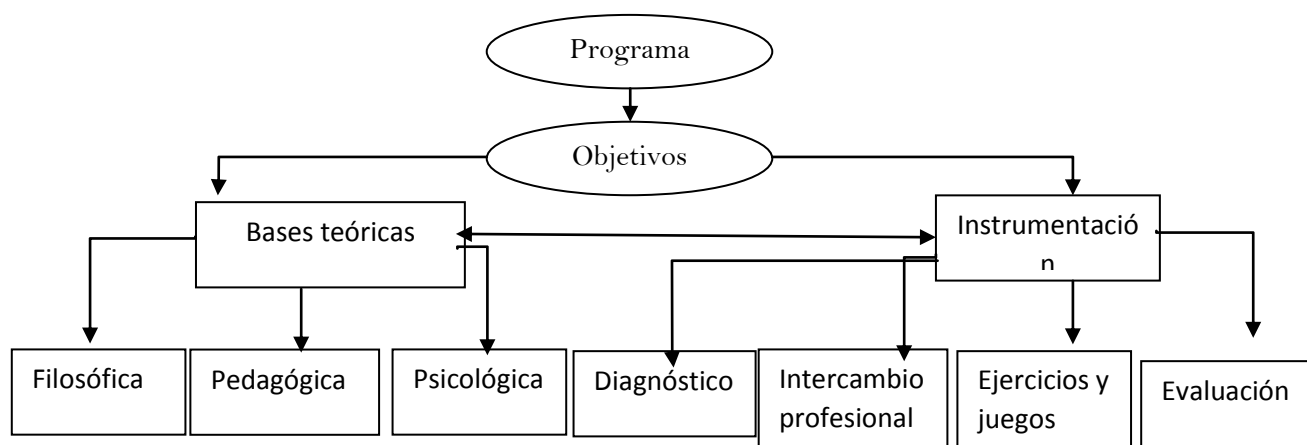 Programa
Objetivos
Bases teóricas
Instrumentació
n
Filosófica
Pedagógica
Psicológica
Diagnóstico
Intercambio
profesional
Ejercicios y
juegos
Evaluación